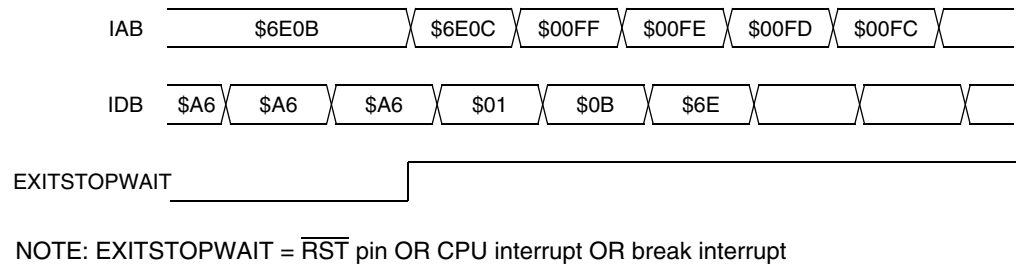 IAB $6E0B $6E0C $00FF $00FE $00FD $00FC
IDB $A6 $A6 $A6 $01 $0B $6E
EXITSTOPWAIT
NOTE: EXITSTOPWAIT = RST pin OR CPU interrupt OR break interrupt